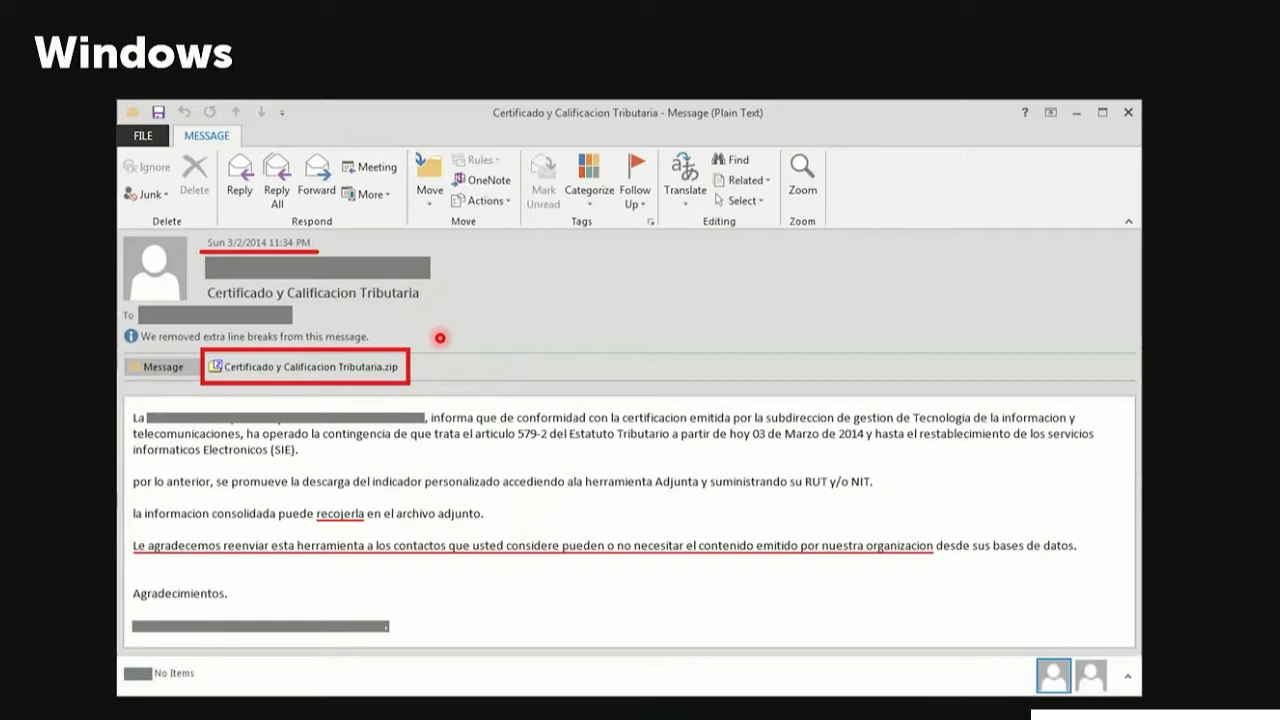 Windows
Certificado y Calificacion Tributaria - Message (Plain Text)
FILE
MESSAGE
Ignore
Junk
Delete
Delete
Reply
Reply All
Forward
Meeting
More
Respond
Move
Rules
OneNote
Actions
Move
Mark Unread
Categorize
Follow Up
Tags
Translate
Find
Related
Select
Editing
Zoom
Zoom
Sun 3/2/2014 11:34 PM
Certificado y Calificacion Tributaria
To
We removed extra line breaks from this message.
Message
Certificado y Calificacion Tributaria.zip
La , informa que de conformidad con la certificacion emitida por la subdireccion de gestion de Tecnologia de la informacion y
telecomunicaciones, ha operado la contingencia de que trata el articulo 579-2 del Estatuto Tributario a partir de hoy 03 de Marzo de 2014 y hasta el restablecimiento de los servicios
informaticos Electronicos (SIE).
por lo anterior, se promueve la descarga del indicador personalizado accediendo ala herramienta Adjunta y suministrando su RUT y/o NIT.
la informacion consolidada puede recojerla en el archivo adjunto.
Le agradecemos reenviar esta herramienta a los contactos que usted considere pueden o no necesitar el contenido emitido por nuestra organizacion desde sus bases de datos.
Agradecimientos.
.
No Items